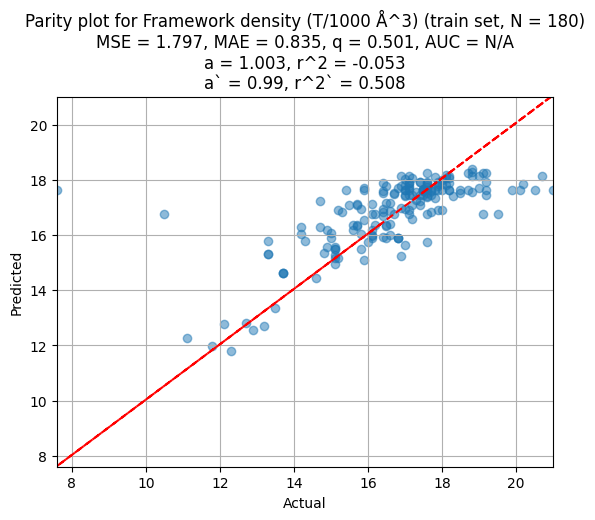 Parity plot for Framework density (T/1000 Å^3) (train set, N = 180)
MSE = 1.797, MAE = 0.835, q = 0.501, AUC = N/A
a = 1.003, r^2 = -0.053
a` = 0.99, r^2` = 0.508
20
18
16
14
12
10
8
Predicted
8 10 12 14 16 18 20
Actual